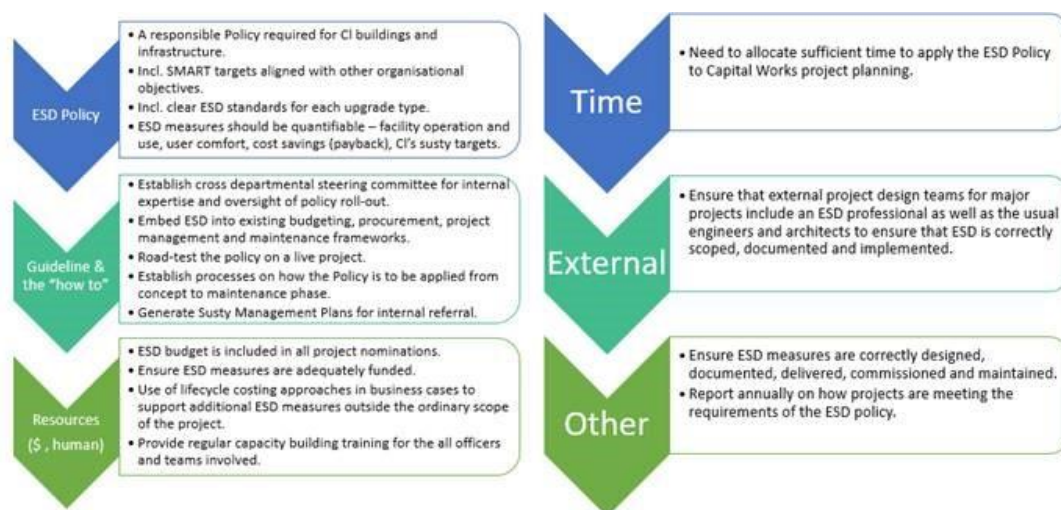 ESD Policy
• A responsible Policy required for CI buildings and
infrastructure.
• Incl. SMART targets aligned with other organisational
objectives.
• Incl. clear ESD standards for each upgrade type.
• ESD measures should be quantifiable – facility operation and
use, user comfort, cost savings (payback), CI's susty targets.
Guideline &
the "how to"
• Establish cross departmental steering committee for internal
expertise and oversight of policy roll-out.
• Embed ESD into existing budgeting, procurement, project
management and maintenance frameworks.
• Road-test the policy on a live project.
• Establish processes on how the Policy is to be applied from
concept to maintenance phase.
• Generate Susty Management Plans for internal referral.
Resources
($ , human)
• ESD budget is included in all project nominations.
• Ensure ESD measures are adequately funded.
• Use of lifecycle costing approaches in business cases to
support additional ESD measures outside the ordinary scope
of the project.
• Provide regular capacity building training for the all officers
and teams involved.
Time
• Need to allocate sufficient time to apply the ESD Policy
to Capital Works project planning.
External
• Ensure that external project design teams for major
projects include an ESD professional as well as the usual
engineers and architects to ensure that ESD is correctly
scoped, documented and implemented.
Other
• Ensure ESD measures are correctly designed,
documented, delivered, commissioned and maintained.
• Report annually on how projects are meeting the
requirements of the ESD policy.